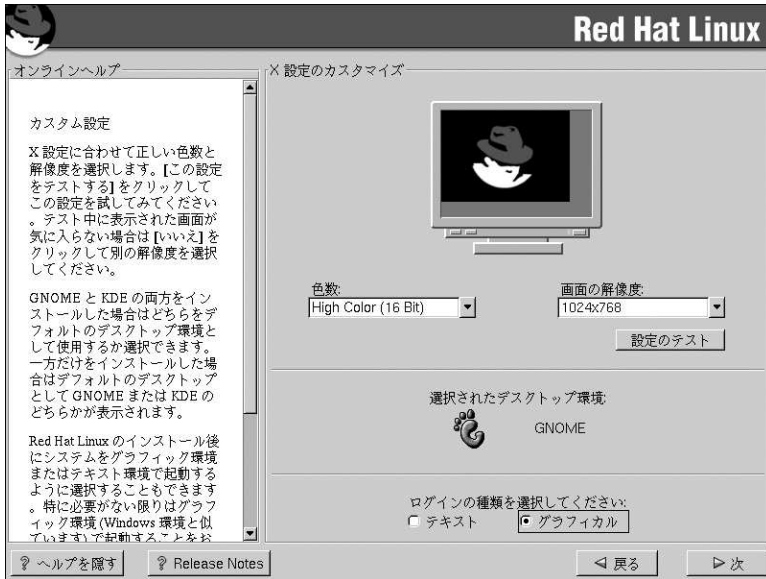 Red Hat Linux
オンラインヘルプ
カスタム設定
X 設定に合わせて正しい色数と
解像度を選択します。[この設定
をテストする] をクリックして
この設定を試してみてください
。テスト中に表示された画面が
気に入らない場合は [いいえ] を
クリックして別の解像度を選択
してください。
GNOME と KDE の両方をイン
ストールした場合はどちらをデ
フォルトのデスクトップ環境と
して使用するか選択できます。
一方だけをインストールした場
合はデフォルトのデスクトップ
として GNOME または KDE の
どちらかが表示されます。
Red Hat Linux のインストール後
にシステムをグラフィック環境
またはテキスト環境で起動する
ように選択することもできます
。特に必要がない限りはグラフ
ィック環境 (Windows 環境と似
ています) で起動することをお
X 設定のカスタマイズ
色数:
High Color (16 Bit)
画面の解像度:
1024x768
設定のテスト
選択されたデスクトップ環境:
GNOME
ログインの種類を選択してください:
テキスト
グラフィカル
? ヘルプを隠す
? Release Notes
戻る
次